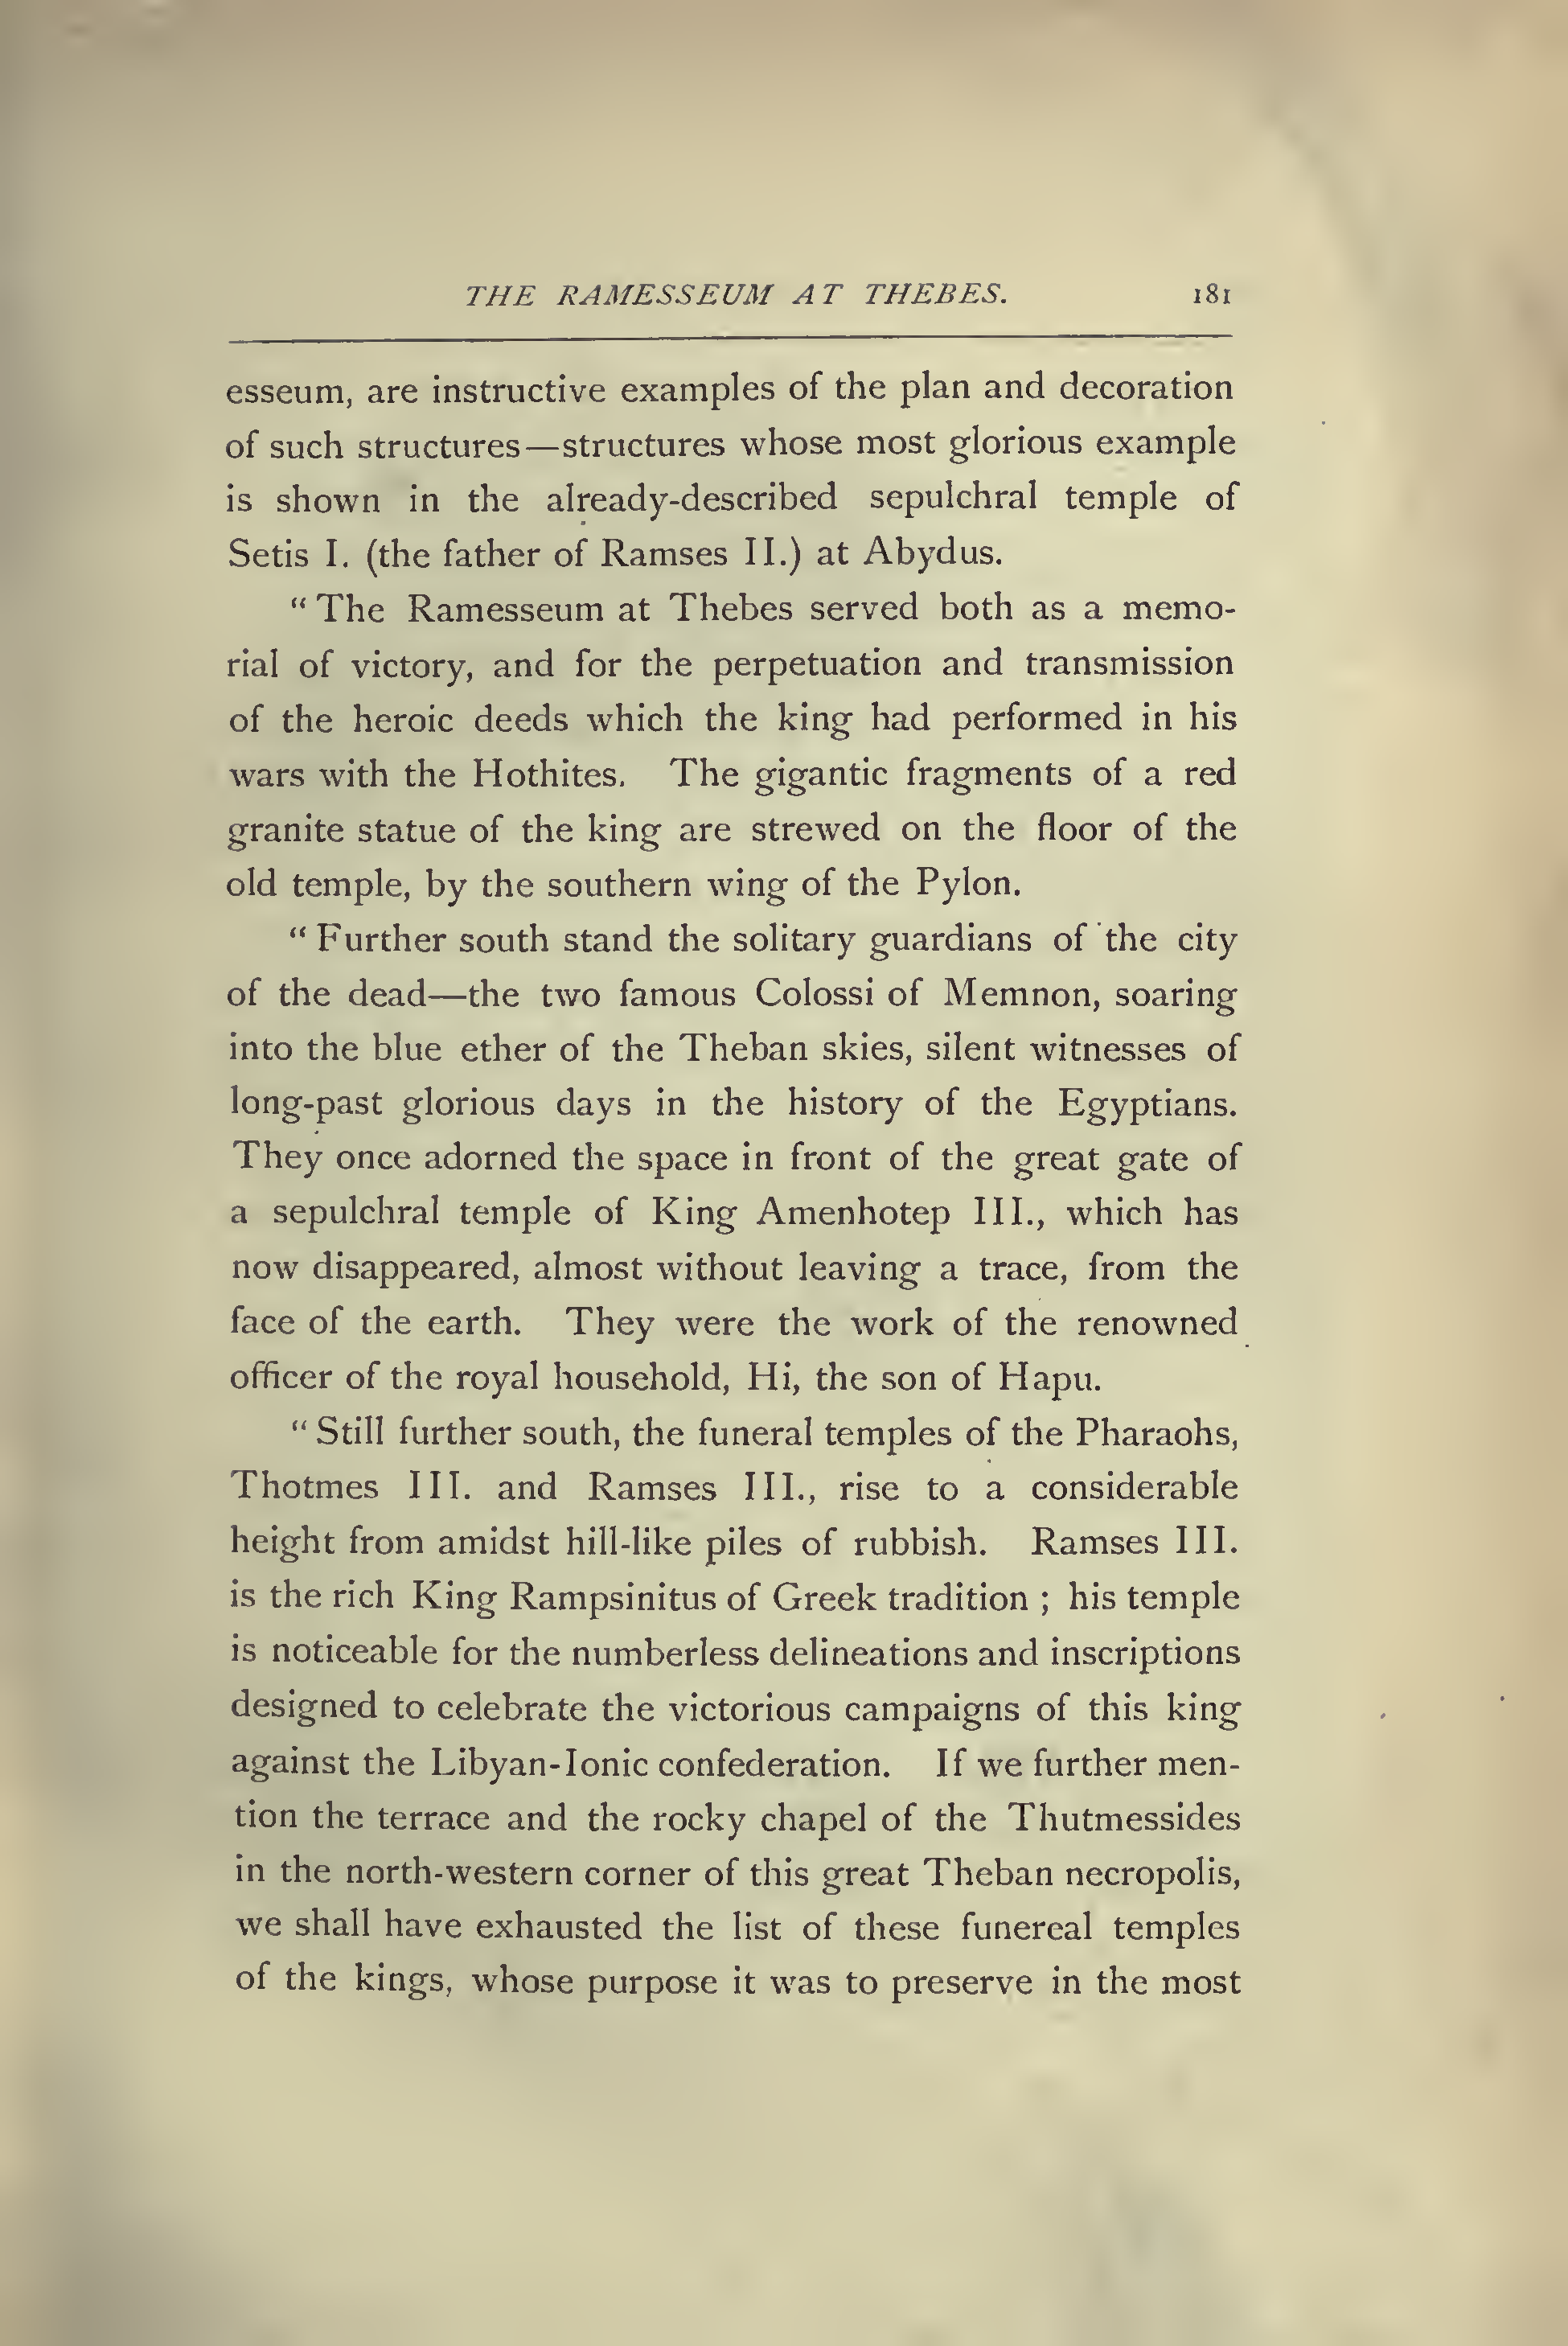 THE RAMESSEUM AT THEBES. 181
esseum, are instructive examples of the plan and decoration
of such structures—structures whose most glorious example
is shown in the already-described sepulchral temple of
Setis I. (the father of Ramses II.) at Abydus.
“The Ramesseum at Thebes served both as a memo-
rial of victory, and for the perpetuation and transmission
of the heroic deeds which the king had performed in his
wars with the Hothites. The gigantic fragments of a red
granite statue of the king are strewed on the floor of the
old temple, by the southern wing of the Pylon.
“Further south stand the solitary guardians of the city
of the dead—the two famous Colossi of Memnon, soaring
into the blue ether of the Theban skies, silent witnesses of
long-past glorious days in the history of the Egyptians.
They once adorned the space in front of the great gate of
a sepulchral temple of King Amenhotep III., which has
now disappeared, almost without leaving a trace, from the
face of the earth. They were the work of the renowned
officer of the royal household, Hi, the son of Hapu.
“Still further south, the funeral temples of the Pharaohs,
Thotmes III. and Ramses III., rise to a considerable
height from amidst hill-like piles of rubbish. Ramses III.
is the rich King Rampsinitus of Greek tradition ; his temple
is noticeable for the numberless delineations and inscriptions
designed to celebrate the victorious campaigns of this king
against the Libyan-Ionic confederation. If we further men-
tion the terrace and the rocky chapel of the Thutmessides
in the north-western corner of this great Theban necropolis,
we shall have exhausted the list of these funereal temples
of the kings, whose purpose it was to preserve in the most